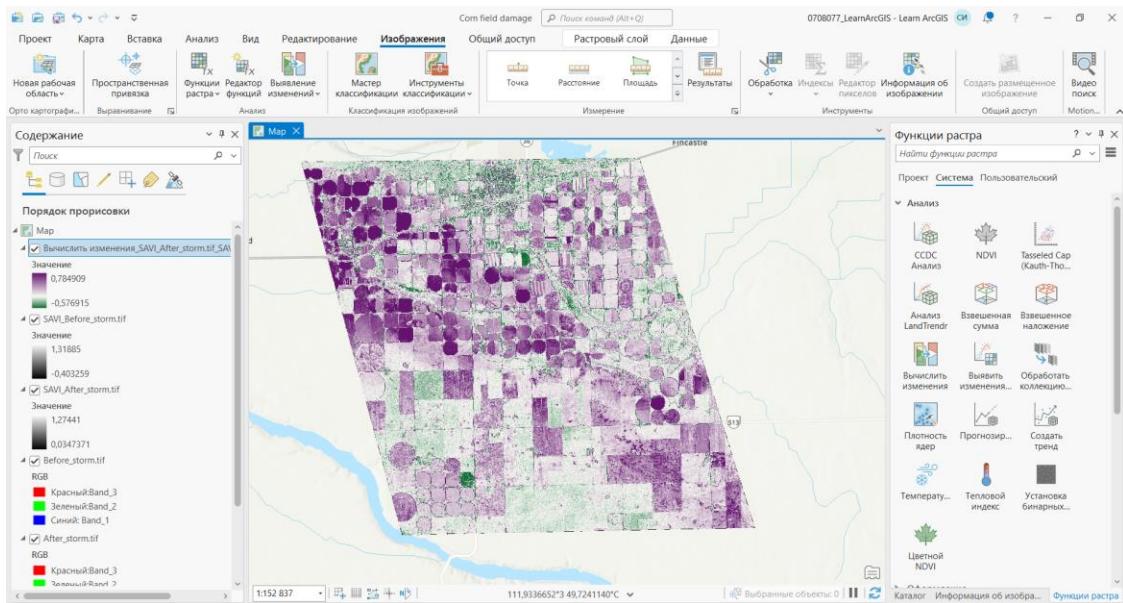 Corn field damage
Поиск команд (Alt+Q)
0708077_LearnArcGIS - Learn ArcGIS
СИ
?
Проект Карта Вставка Анализ Вид Редактирование Изображения Общий доступ Растровый слой Данные
Новая рабочая область
Пространственная привязка
Функции растра
Редактор функций
Выявление изменений
Мастер классификации
Инструменты классификации
Точка
Расстояние
Площадь
Результаты
Обработка
Индексы
Редактор пикселов
Информация об изображении
Создать размещенное изображение
Видео поиск
Орто картографи...
Выравнивание
Анализ
Классификация изображений
Измерение
Инструменты
Общий доступ
Motion...
Содержание
Поиск
Порядок прорисовки
Map
Вычислить изменения_SAVI_After_storm.tif_SAV
Значение
0,784909
-0,576915
SAVI_Before_storm.tif
Значение
1,31885
-0,403259
SAVI_After_storm.tif
Значение
1,27441
0,0347371
Before_storm.tif
RGB
Красный:Band_3
Зеленый:Band_2
Синий: Band_1
After_storm.tif
RGB
Красный:Band_3
Зеленый:Band_2
Map
36
Fincastle
d
513
1:152 837
111,9336652°З 49,7241140°С
Выбранные объекты: 0
Функции растра
?
Найти функции растра
Проект Система Пользовательский
Анализ
CCDC Анализ
NDVI
Tasseled Cap (Kauth-Tho...
Анализ LandTrendr
Взвешенная сумма
Взвешенное наложение
Вычислить изменения
Выявить изменения...
Обработать коллекцию...
Плотность ядер
Прогнозир...
Создать тренд
Температу...
Тепловой индекс
Установка бинарных...
Цветной NDVI
Каталог Информация об изобра... Функции растра